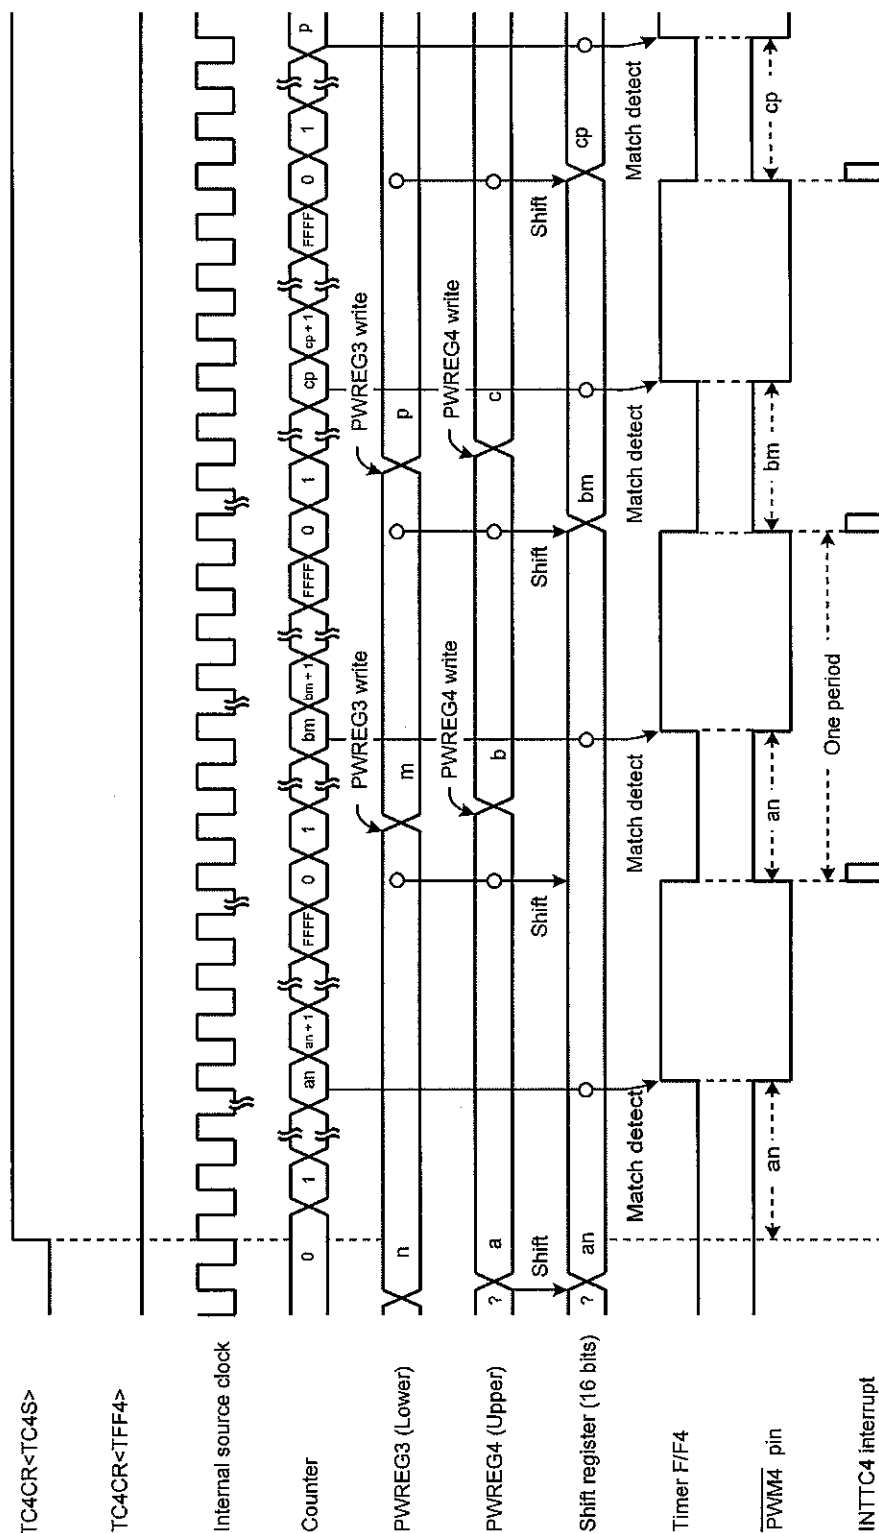 TC4CR<TC4S>
TC4CR<TFF4>
Internal source clock
Counter 0 1 an an + 1 FFFF 0 1 bm bm + 1 FFFF 0 1 cp cp + 1 FFFF 0 1 p
PWREG3 write PWREG3 write
PWREG3 (Lower) n m p
PWREG4 write PWREG4 write
PWREG4 (Upper) ? a b c
Shift Shift Shift Shift
Shift register (16 bits) ? an bm cp
Match detect Match detect Match detect Match detect
Timer F/F4
PWM4 pin an an bm cp
One period
INTTC4 interrupt